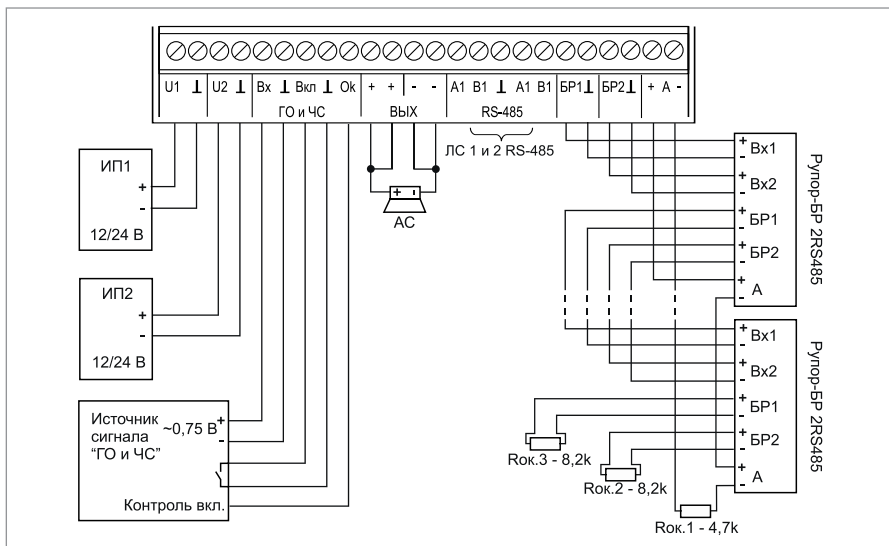 U1 ⊥ U2 ⊥ Вх ⊥ Вкл ⊥ Ok + + - - A1 B1 ⊥ A1 B1 БР1 ⊥ БР2 ⊥ + A -
ГО и ЧС ВЫХ RS-485
ЛС 1 и 2 RS-485
ИП1
+
-
12/24 В
ИП2
+
-
12/24 В
Источник
сигнала
“ГО и ЧС”
~0,75 В
+
-
Контроль вкл.
+ -
АС
+ Вх1
-
+ Вх2
-
+ БР1
-
+ БР2
-
+ А
-
Рупор-БР 2RS485
+ Вх1
-
+ Вх2
-
+ БР1
-
+ БР2
-
+ А
-
Рупор-БР 2RS485
Rок.3 - 8,2k
Rок.2 - 8,2k
Rок.1 - 4,7k